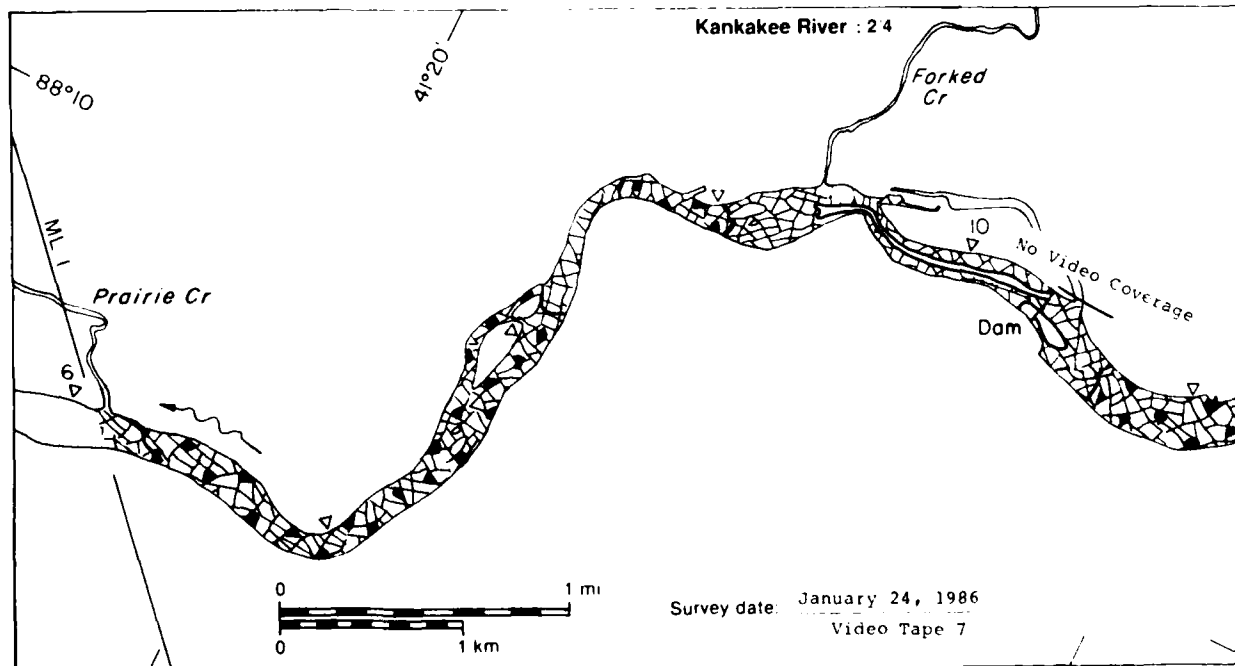 Kankakee River : 24
88°10
41°20'
Forked
Cr
ML 1
Prairie Cr
6
10
No Video Coverage
Dam
0 1 mi
0 1 km
Survey date: January 24, 1986
Video Tape 7